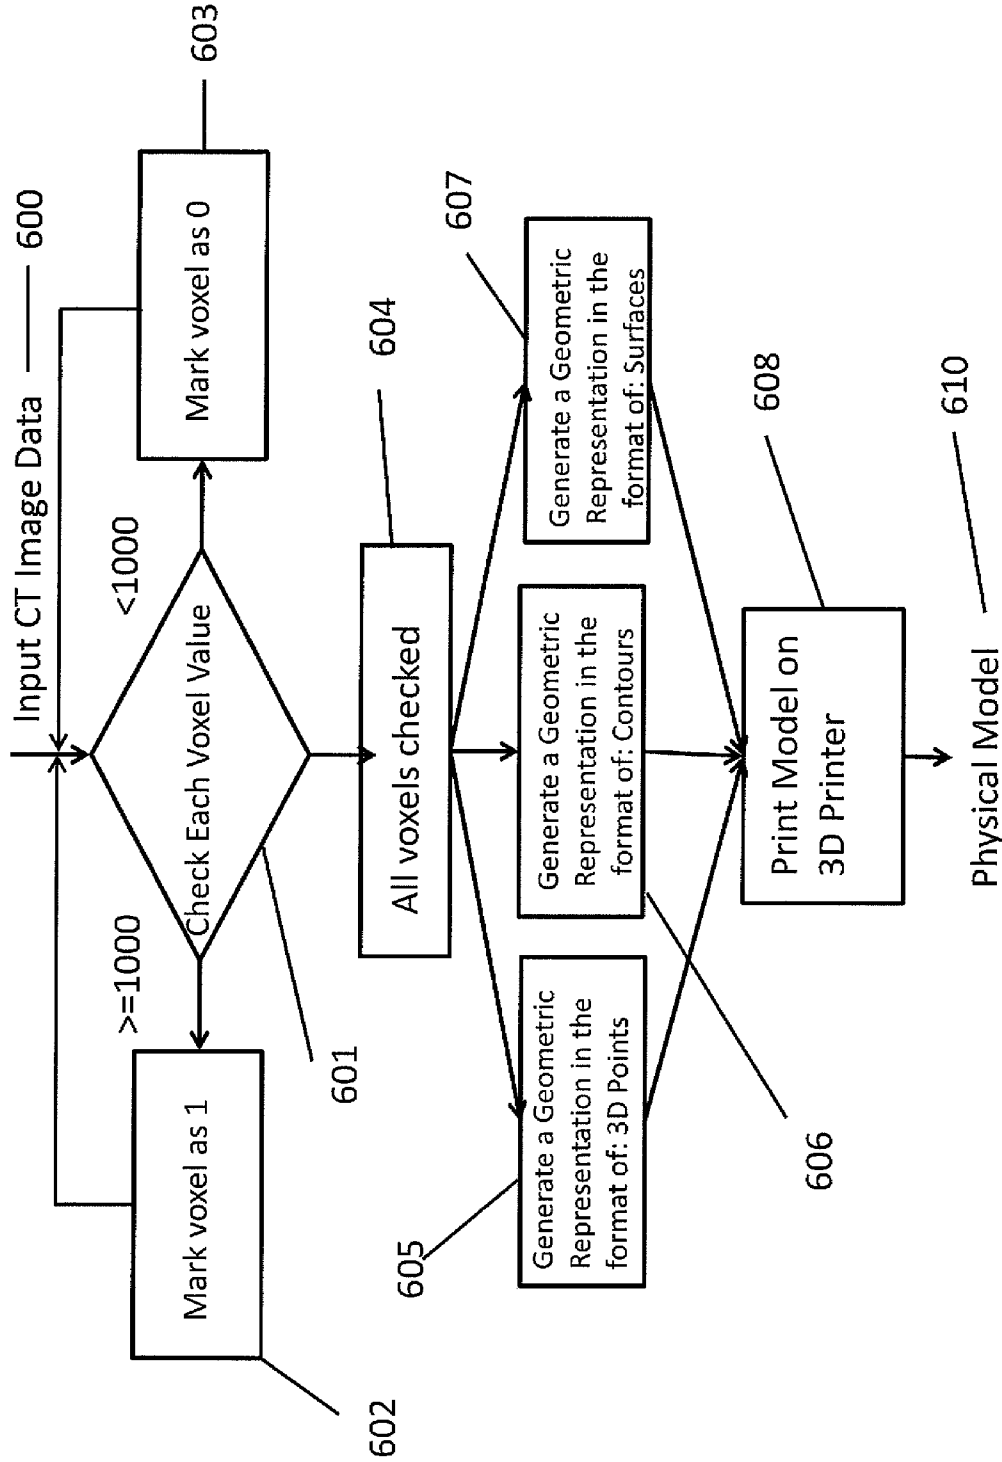 Input CT Image Data
600
>=1000
<1000
Mark voxel as 1
Check Each Voxel Value
Mark voxel as 0
602
601
603
All voxels checked
604
605
Generate a Geometric
Representation in the
format of: 3D Points
Generate a Geometric
Representation in the
format of: Contours
606
Generate a Geometric
Representation in the
format of: Surfaces
607
Print Model on
3D Printer
608
Physical Model
610